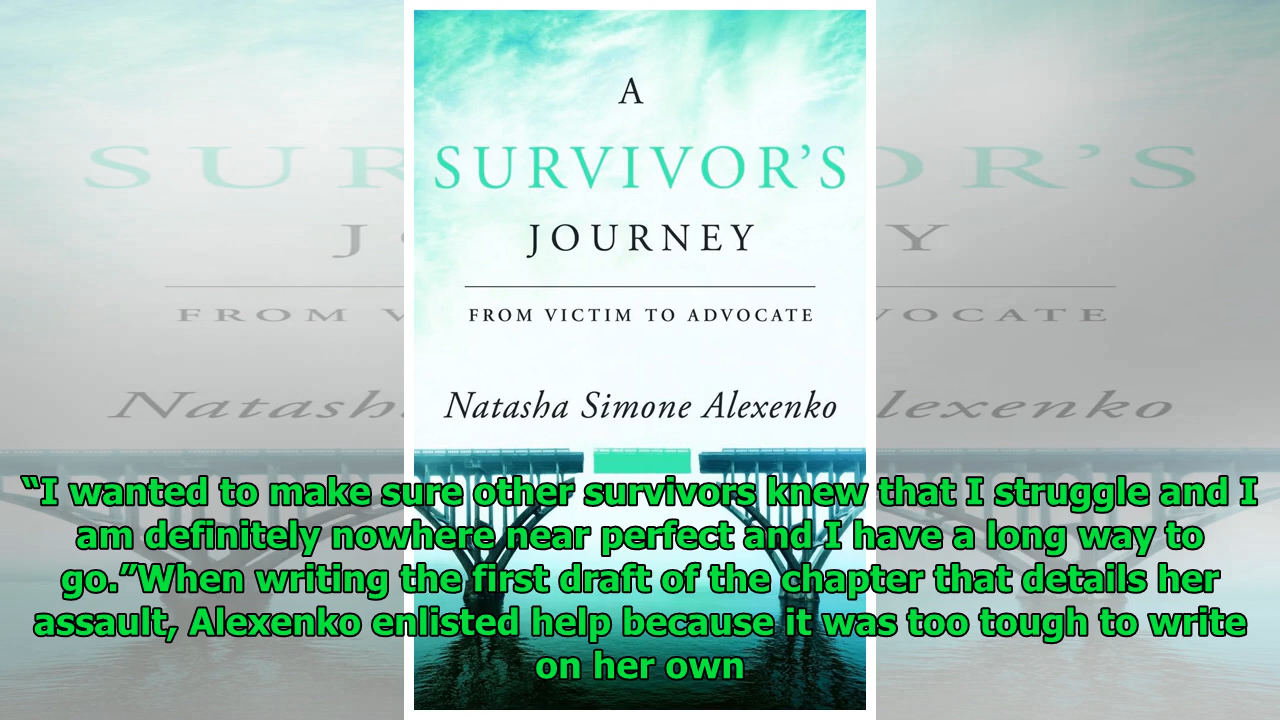 A
SURVIVOR'S
JOURNEY
FROM VICTIM TO ADVOCATE
Natasha Simone Alexenko
“I wanted to make sure other survivors knew that I struggle and I
am definitely nowhere near perfect and I have a long way to
go.”When writing the first draft of the chapter that details her
assault, Alexenko enlisted help because it was too tough to write
on her own